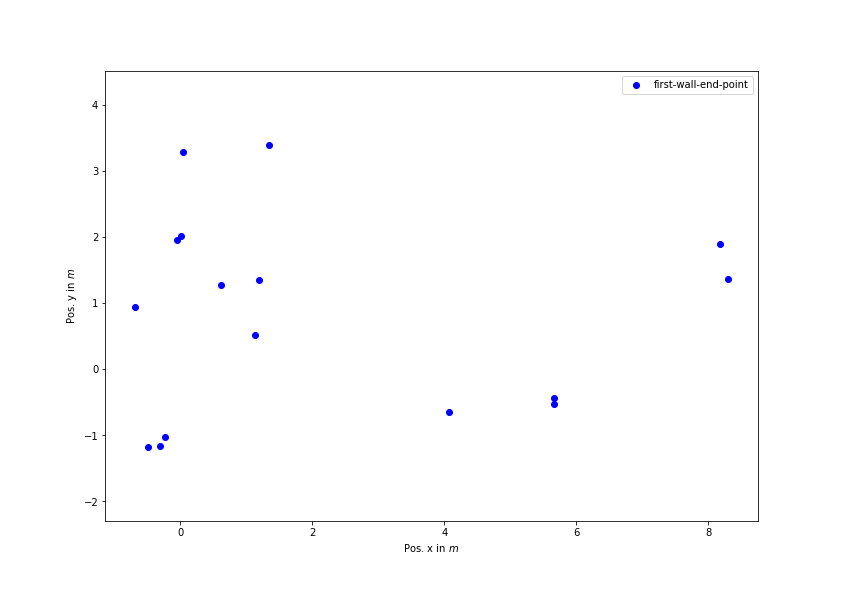 first-wall-end-point
4
3
2
1
0
−1
−2
Pos. y in m
0 2 4 6 8
Pos. x in m